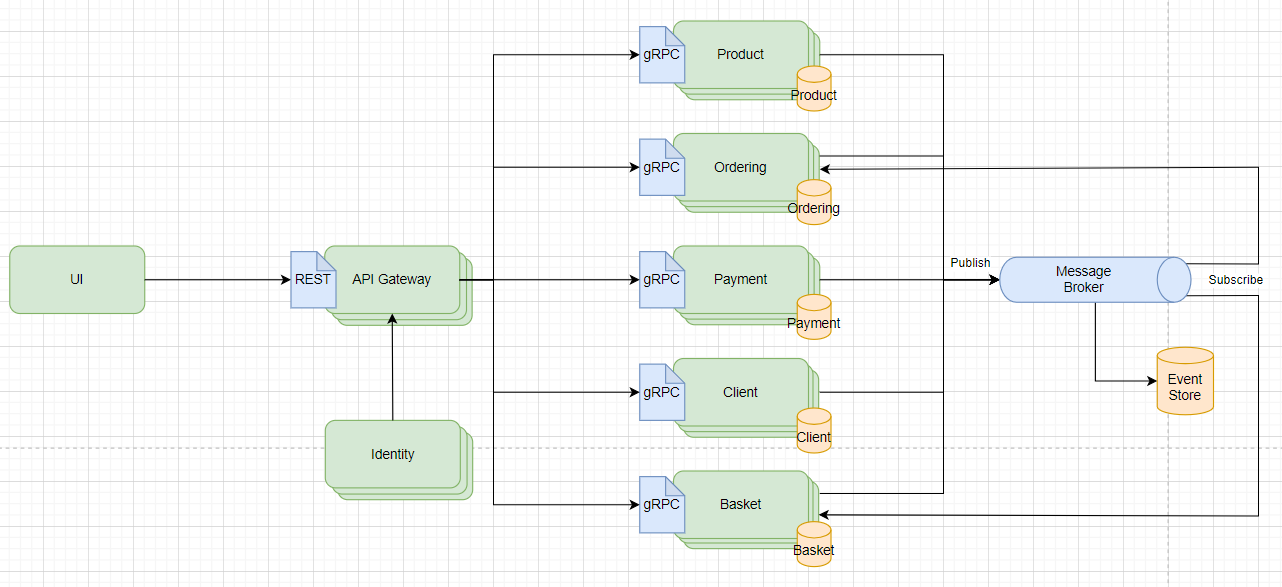 gRPC
Product
Product
gRPC
Ordering
Ordering
UI
REST
API Gateway
gRPC
Payment
Payment
Publish
Message
Broker
Subscribe
Event
Store
gRPC
Client
Client
Identity
gRPC
Basket
Basket